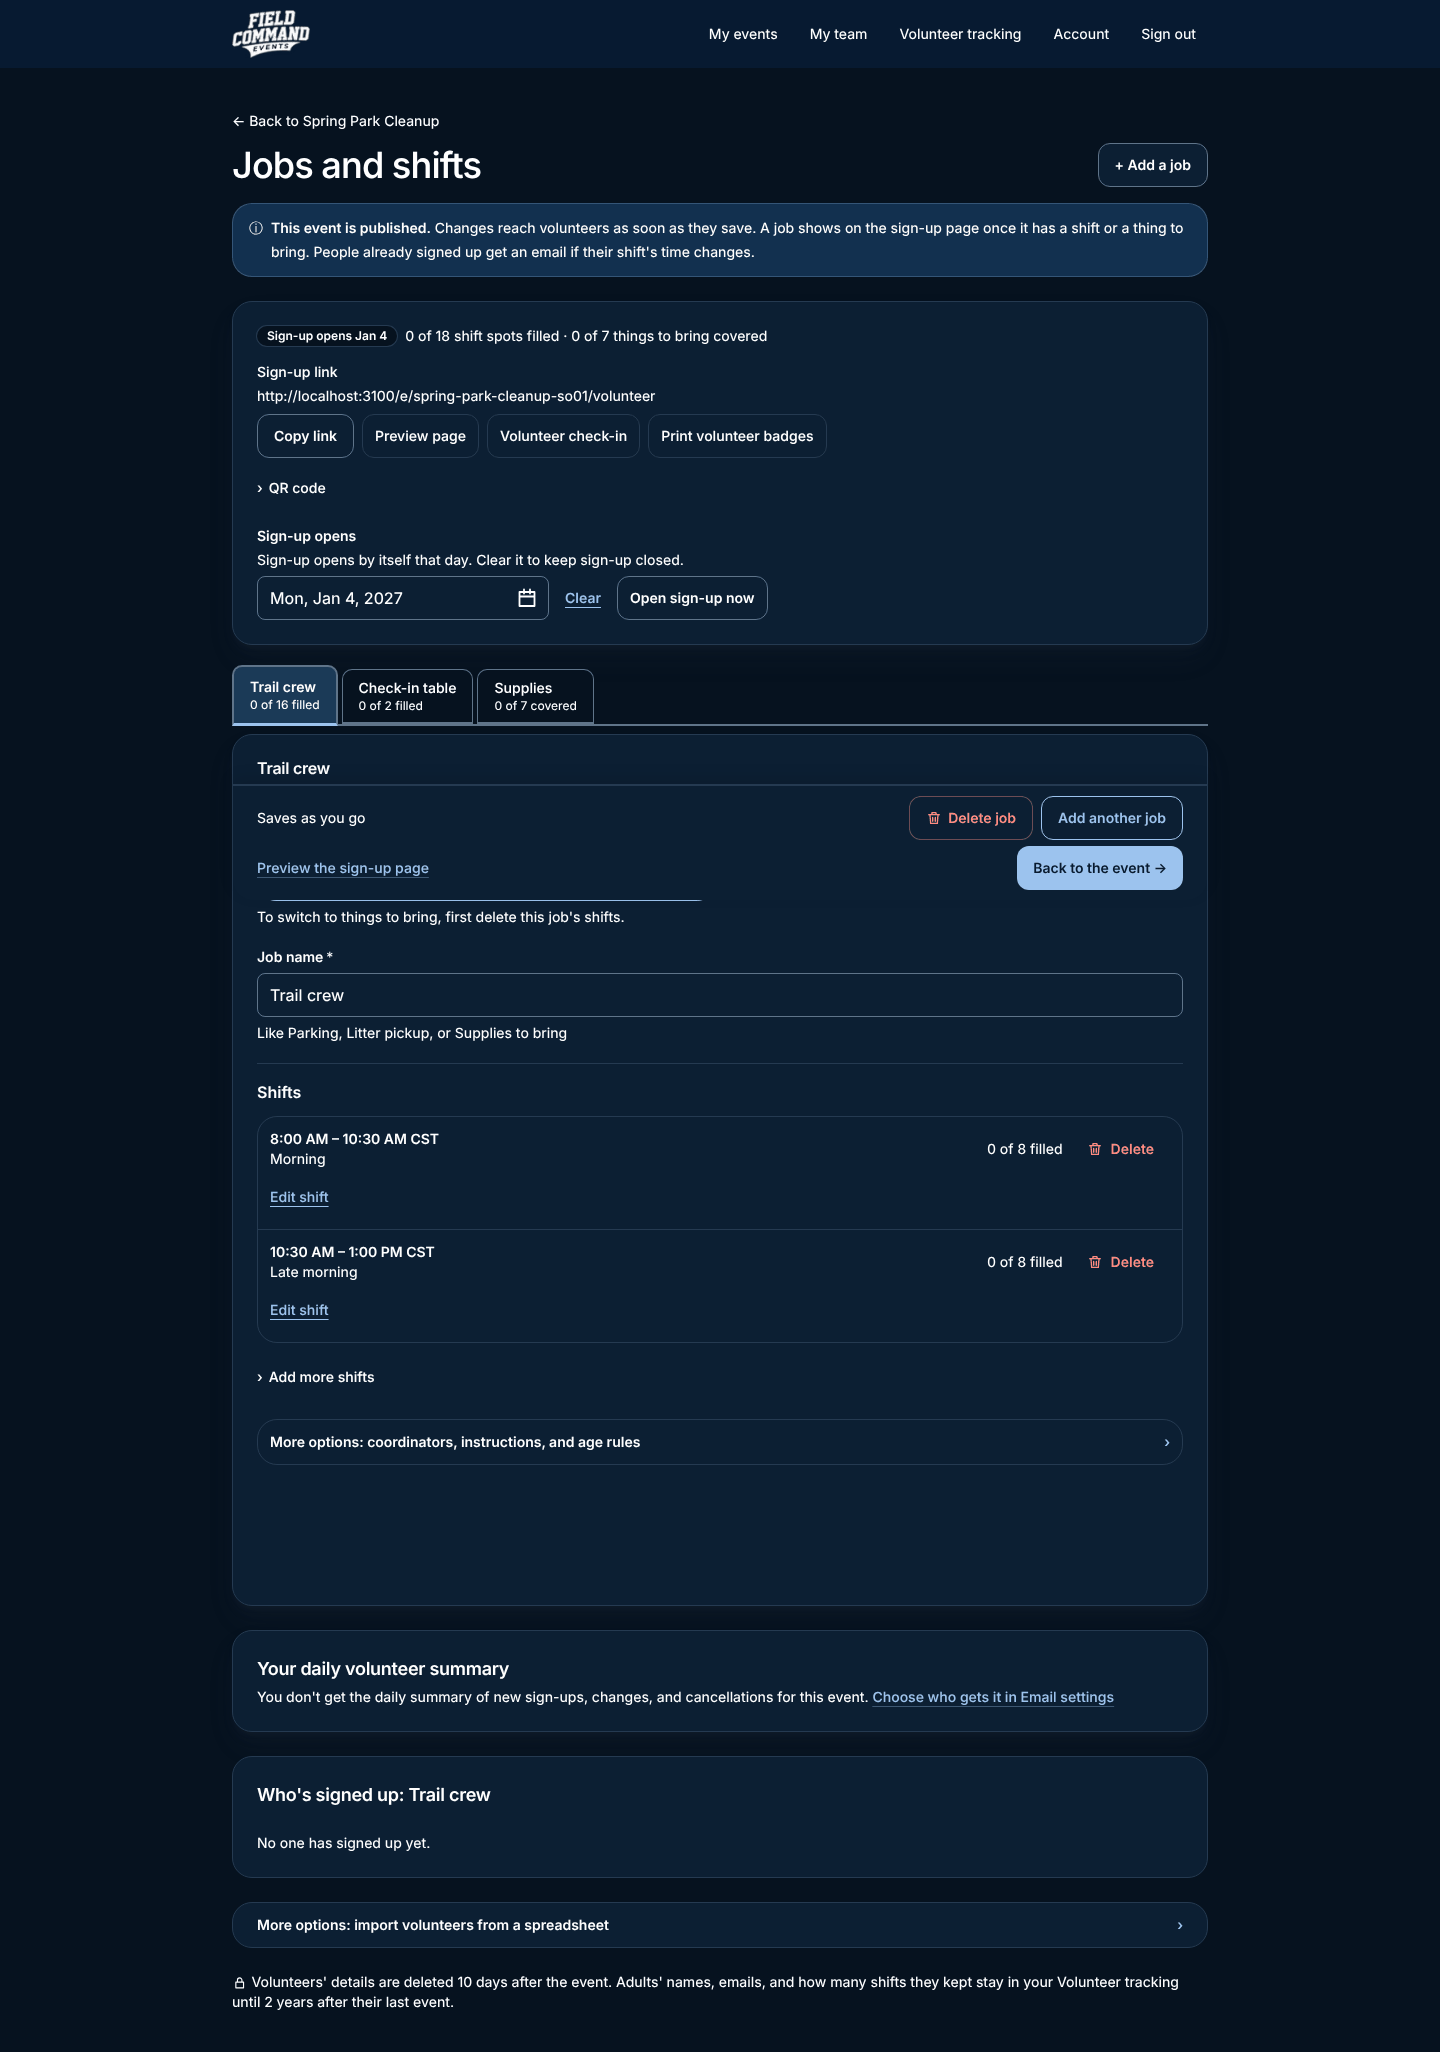 FIELD
COMMAND
EVENTS
My events
My team
Volunteer tracking
Account
Sign out
← Back to Spring Park Cleanup
Jobs and shifts
+ Add a job
This event is published. Changes reach volunteers as soon as they save. A job shows on the sign-up page once it has a shift or a thing to
bring. People already signed up get an email if their shift's time changes.
Sign-up opens Jan 4
0 of 18 shift spots filled · 0 of 7 things to bring covered
Sign-up link
http://localhost:3100/e/spring-park-cleanup-so01/volunteer
Copy link
Preview page
Volunteer check-in
Print volunteer badges
› QR code
Sign-up opens
Sign-up opens by itself that day. Clear it to keep sign-up closed.
Mon, Jan 4, 2027
Clear
Open sign-up now
Trail crew
0 of 16 filled
Check-in table
0 of 2 filled
Supplies
0 of 7 covered
Trail crew
Saves as you go
Delete job
Add another job
Preview the sign-up page
Back to the event →
To switch to things to bring, first delete this job's shifts.
Job name *
Trail crew
Like Parking, Litter pickup, or Supplies to bring
Shifts
8:00 AM – 10:30 AM CST
Morning
0 of 8 filled
Delete
Edit shift
10:30 AM – 1:00 PM CST
Late morning
0 of 8 filled
Delete
Edit shift
› Add more shifts
More options: coordinators, instructions, and age rules ›
Your daily volunteer summary
You don't get the daily summary of new sign-ups, changes, and cancellations for this event. Choose who gets it in Email settings
Who's signed up: Trail crew
No one has signed up yet.
More options: import volunteers from a spreadsheet ›
Volunteers' details are deleted 10 days after the event. Adults' names, emails, and how many shifts they kept stay in your Volunteer tracking
until 2 years after their last event.